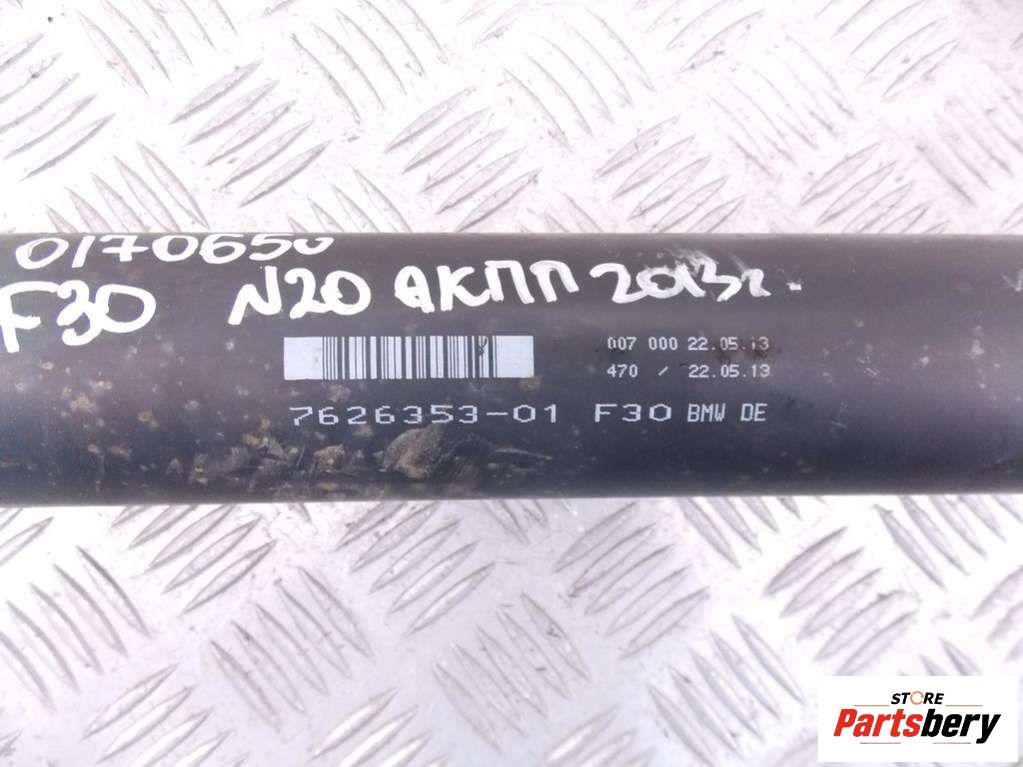 0170650
F30 N20 АКПП 2013г.
007 000 22.05.13
470 / 22.05.13
7626353-01 F30 BMW DE
STORE
Partsbery